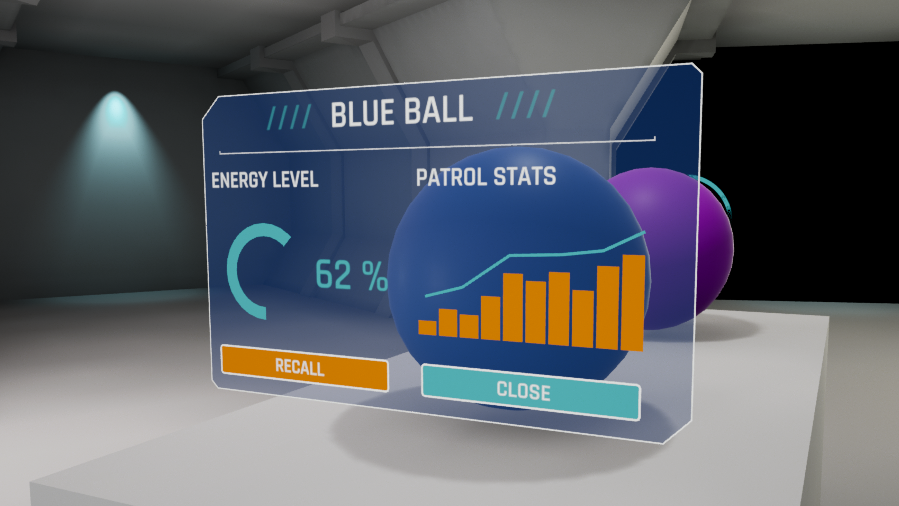 //// BLUE BALL ////
ENERGY LEVEL
PATROL STATS
62 %
RECALL
CLOSE